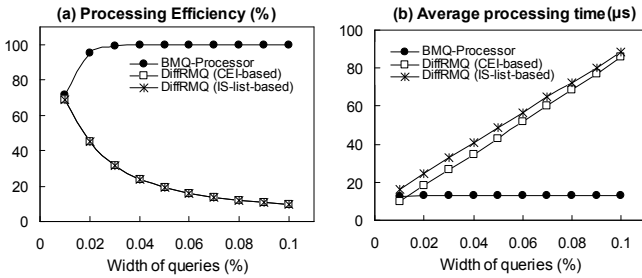 (a) Processing Efficiency (%)
100
80
60
40
20
0
BMQ-Processor
DiffRMQ (CEI-based)
DiffRMQ (IS-list-based)
0 0.02 0.04 0.06 0.08 0.1
Width of queries (%)
(b) Average processing time (μs)
100
80
60
40
20
0
BMQ-Processor
DiffRMQ (CEI-based)
DiffRMQ (IS-list-based)
0 0.02 0.04 0.06 0.08 0.1
Width of queries (%)